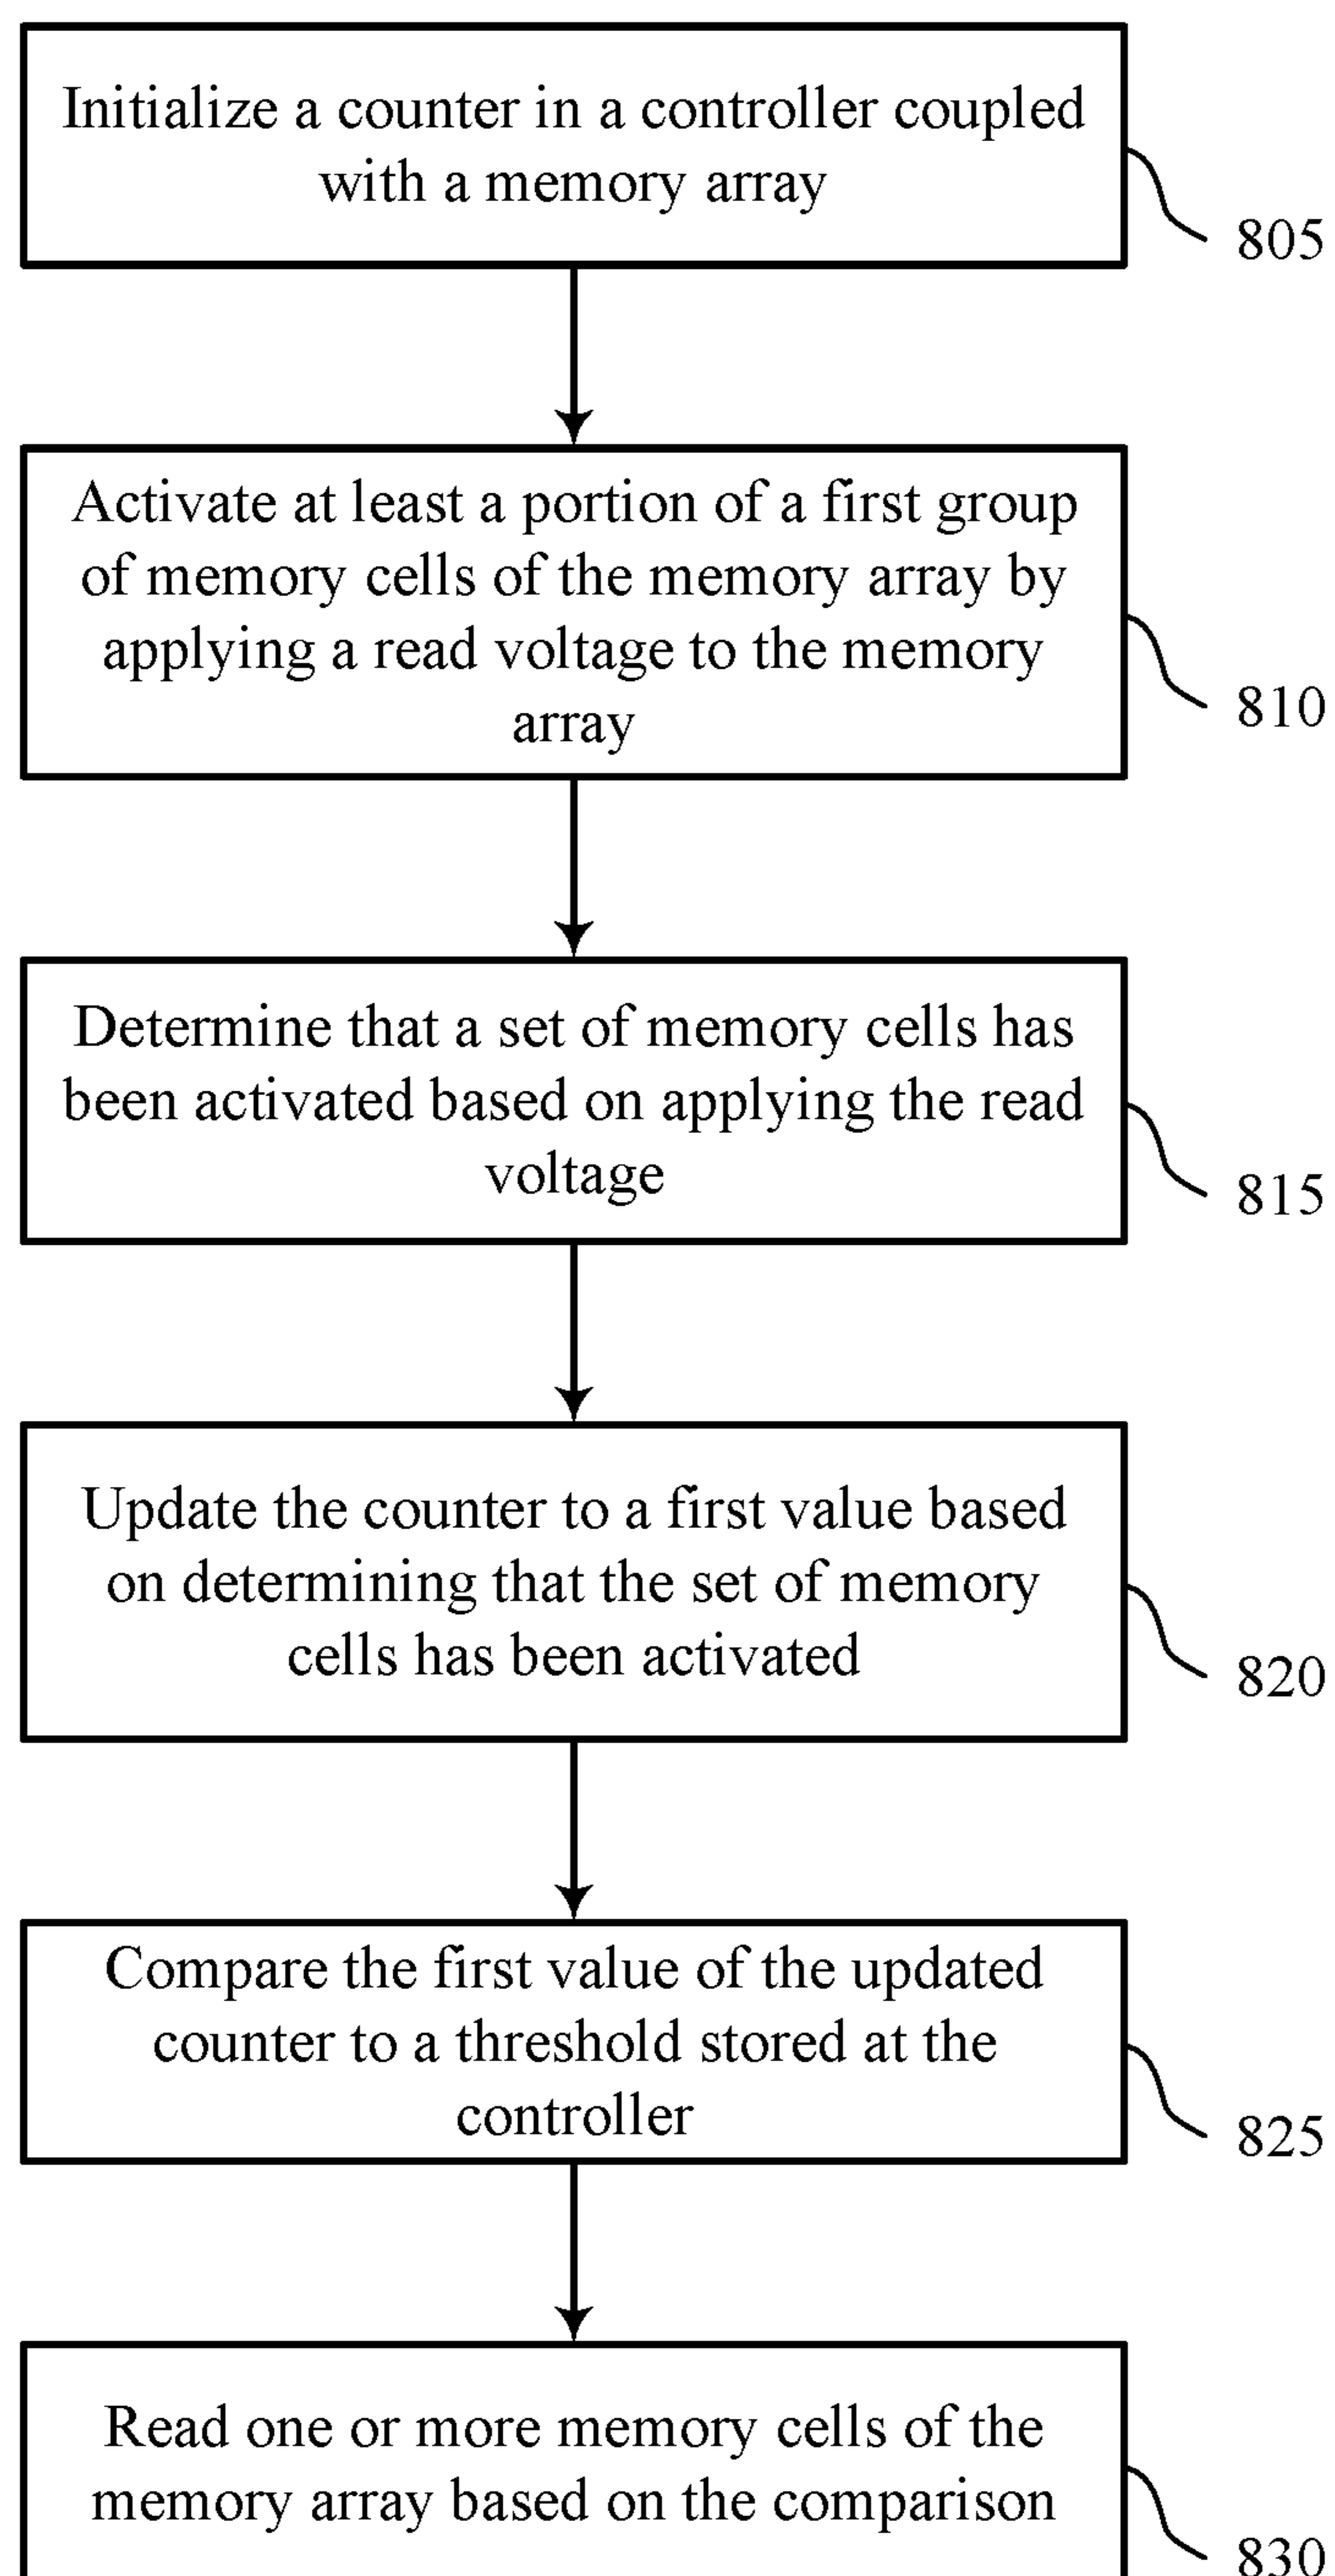 Initialize a counter in a controller coupled
with a memory array
805
Activate at least a portion of a first group
of memory cells of the memory array by
applying a read voltage to the memory
array
810
Determine that a set of memory cells has
been activated based on applying the read
voltage
815
Update the counter to a first value based
on determining that the set of memory
cells has been activated
820
Compare the first value of the updated
counter to a threshold stored at the
controller
825
Read one or more memory cells of the
memory array based on the comparison
830